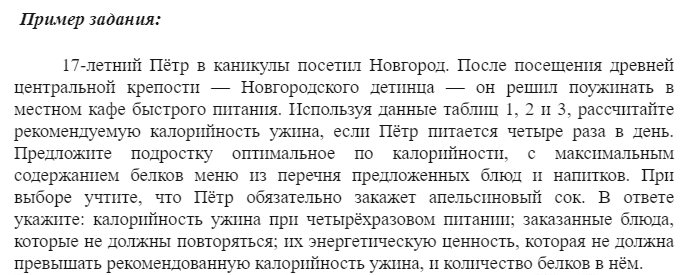 Пример задания:
17-летний Пётр в каникулы посетил Новгород. После посещения древней
центральной крепости — Новгородского детинца — он решил поужинать в
местном кафе быстрого питания. Используя данные таблиц 1, 2 и 3, рассчитайте
рекомендуемую калорийность ужина, если Пётр питается четыре раза в день.
Предложите подростку оптимальное по калорийности, с максимальным
содержанием белков меню из перечня предложенных блюд и напитков. При
выборе учтите, что Пётр обязательно закажет апельсиновый сок. В ответе
укажите: калорийность ужина при четырёхразовом питании; заказанные блюда,
которые не должны повторяться; их энергетическую ценность, которая не должна
превышать рекомендованную калорийность ужина, и количество белков в нём.